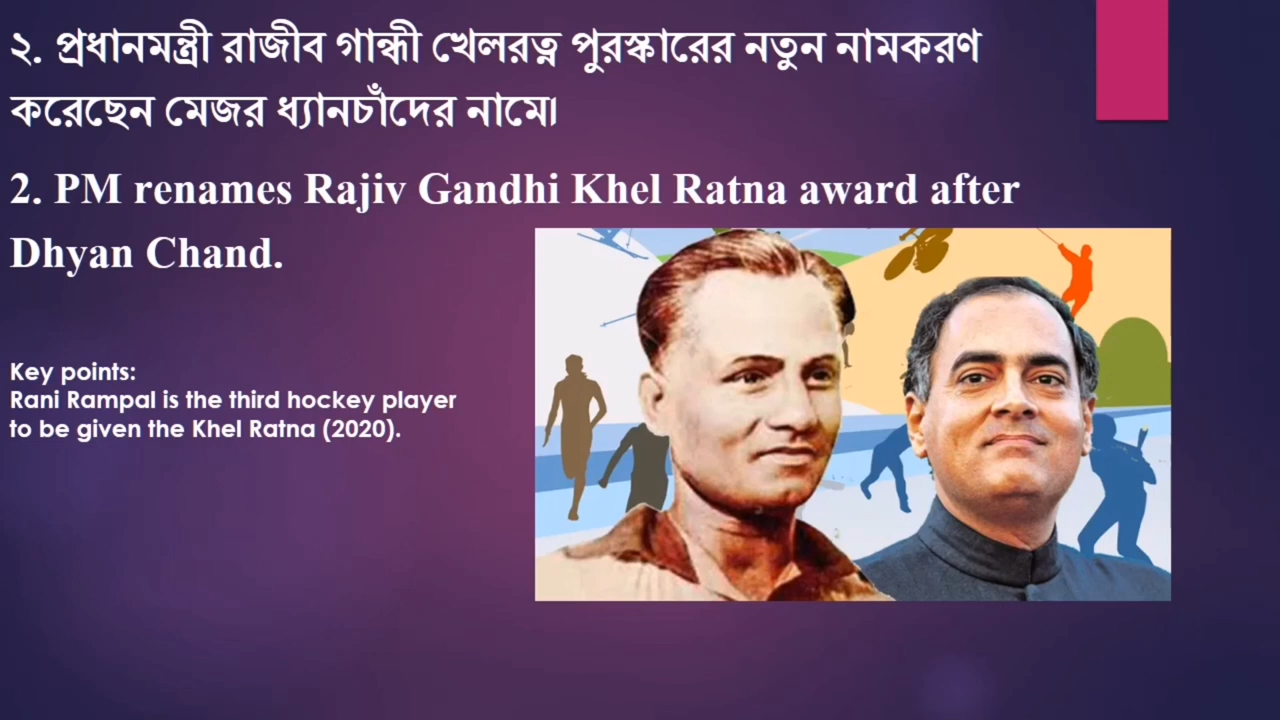 ২. প্রধানমন্ত্রী রাজীব গান্ধী খেলরত্ন পুরস্কারের নতুন নামকরণ
করেছেন মেজর ধ্যানচাঁদের নামে।
2. PM renames Rajiv Gandhi Khel Ratna award after
Dhyan Chand.
Key points:
Rani Rampal is the third hockey player
to be given the Khel Ratna (2020).